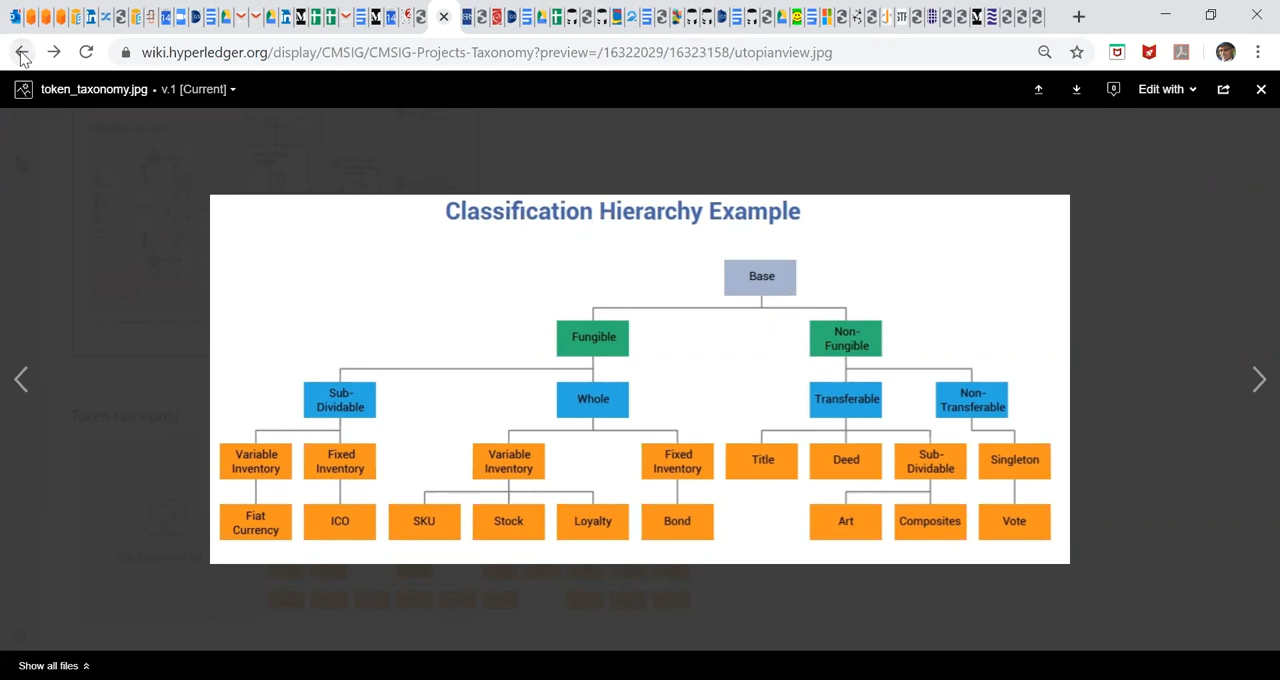 wiki.hyperledger.org/display/CMSIG/CMSIG-Projects-Taxonomy?preview=/16322029/16323158/utopianview.jpg
token_taxonomy.jpg • v.1 [Current]
0
Edit with
Classification Hierarchy Example
Base
Fungible
Non-
Fungible
Sub-
Dividable
Whole
Transferable
Non-
Transferable
Variable
Inventory
Fixed
Inventory
Variable
Inventory
Fixed
Inventory
Title
Deed
Sub-
Dividable
Singleton
Fiat
Currency
ICO
SKU
Stock
Loyalty
Bond
Art
Composites
Vote
Token taxonomy
Show all files